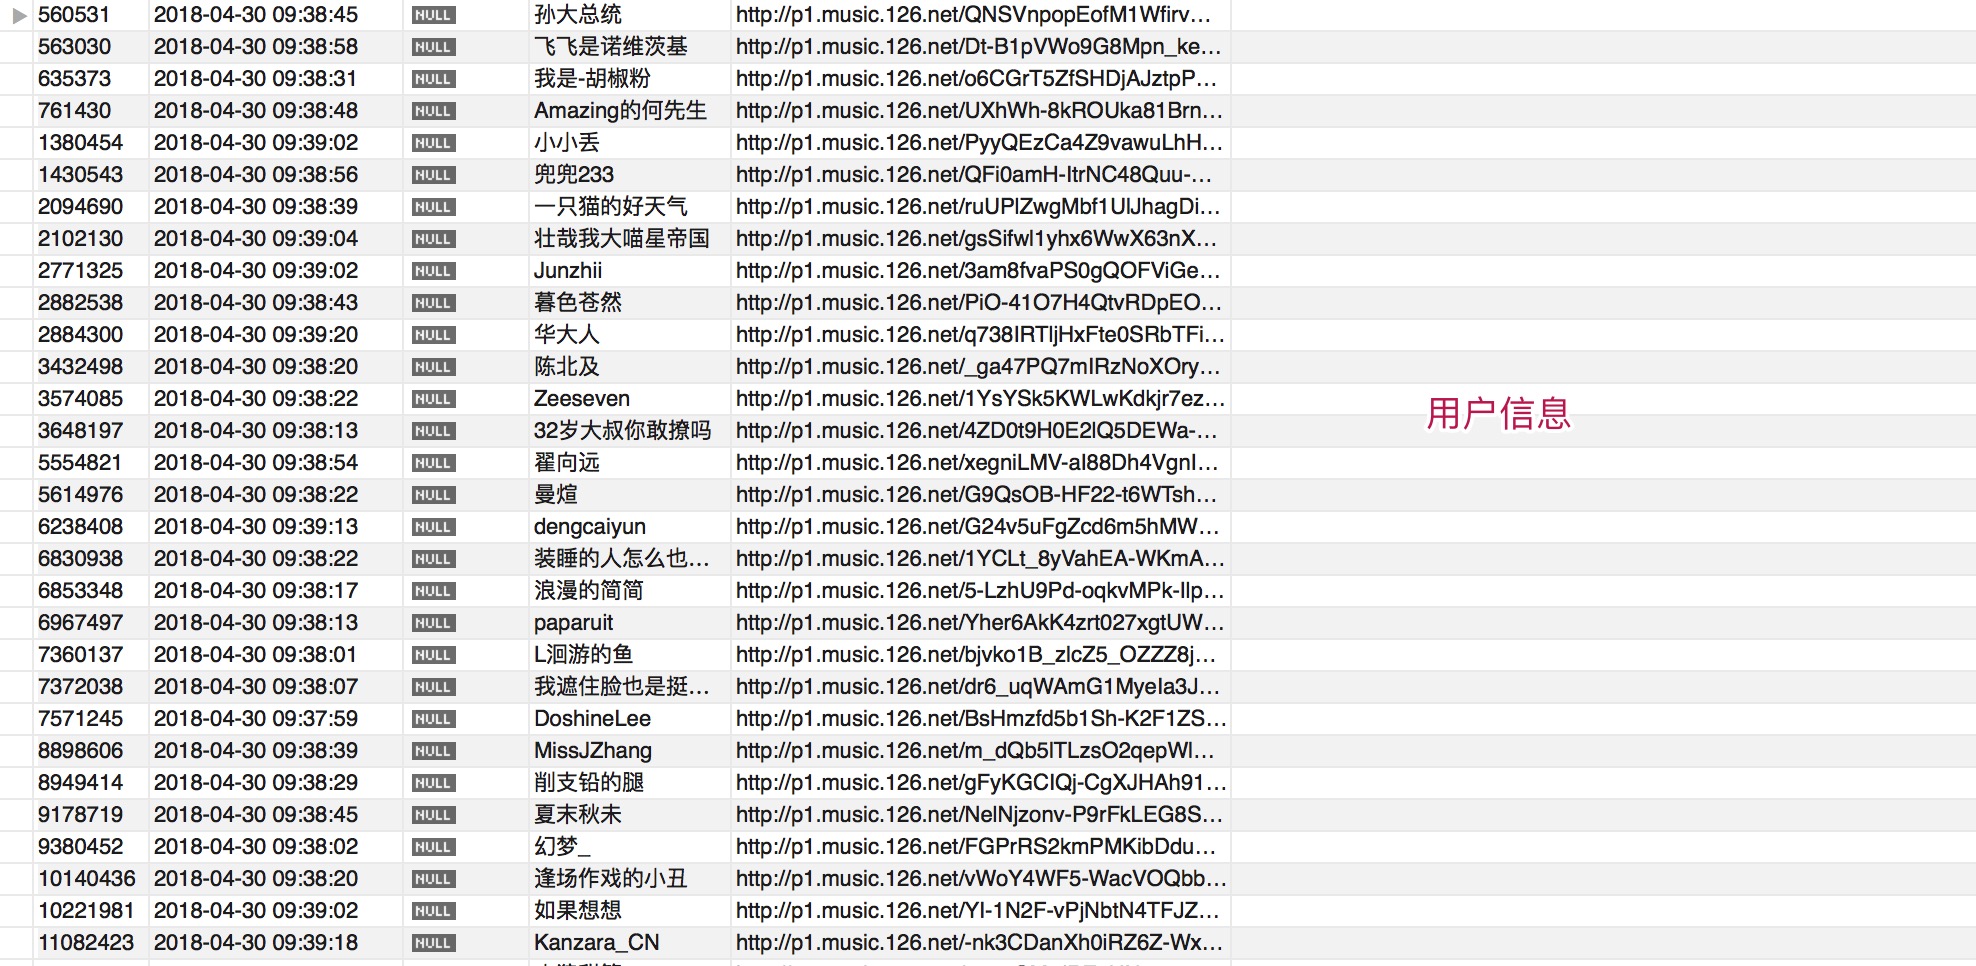 560531 2018-04-30 09:38:45 NULL 孙大总统 http://p1.music.126.net/QNSVnpopEofM1Wfirv...
563030 2018-04-30 09:38:58 NULL 飞飞是诺维茨基 http://p1.music.126.net/Dt-B1pVWo9G8Mpn_ke...
635373 2018-04-30 09:38:31 NULL 我是-胡椒粉 http://p1.music.126.net/o6CGrT5ZfSHDjAJztpP...
761430 2018-04-30 09:38:48 NULL Amazing的何先生 http://p1.music.126.net/UXhWh-8kROUka81Brn...
1380454 2018-04-30 09:39:02 NULL 小小丢 http://p1.music.126.net/PyyQEzCa4Z9vawuLhH...
1430543 2018-04-30 09:38:56 NULL 兜兜233 http://p1.music.126.net/QFi0amH-ltrNC48Quu-...
2094690 2018-04-30 09:38:39 NULL 一只猫的好天气 http://p1.music.126.net/ruUPlZwgMbf1UlJhagDi...
2102130 2018-04-30 09:39:04 NULL 壮哉我大喵星帝国 http://p1.music.126.net/gsSifwl1yhx6WwX63nX...
2771325 2018-04-30 09:39:02 NULL Junzhii http://p1.music.126.net/3am8fvaPS0gQOFViGe...
2882538 2018-04-30 09:38:43 NULL 暮色苍然 http://p1.music.126.net/PiO-41O7H4QtvRDpEO...
2884300 2018-04-30 09:39:20 NULL 华大人 http://p1.music.126.net/q738IRTljHxFte0SRbTFi...
3432498 2018-04-30 09:38:20 NULL 陈北及 http://p1.music.126.net/_ga47PQ7mIRzNoXOry...
3574085 2018-04-30 09:38:22 NULL Zeeseven http://p1.music.126.net/1YsYSk5KWLwKdkjr7ez...
用户信息
3648197 2018-04-30 09:38:13 NULL 32岁大叔你敢撩吗 http://p1.music.126.net/4ZD0t9H0E2lQ5DEWa-...
5554821 2018-04-30 09:38:54 NULL 翟向远 http://p1.music.126.net/xegniLMV-al88Dh4VgnI...
5614976 2018-04-30 09:38:22 NULL 曼煊 http://p1.music.126.net/G9QsOB-HF22-t6WTsh...
6238408 2018-04-30 09:39:13 NULL dengcaiyun http://p1.music.126.net/G24v5uFgZcd6m5hMW...
6830938 2018-04-30 09:38:22 NULL 装睡的人怎么也... http://p1.music.126.net/1YCLt_8yVahEA-WKmA...
6853348 2018-04-30 09:38:17 NULL 浪漫的简简 http://p1.music.126.net/5-LzhU9Pd-oqkvMPk-Ilp...
6967497 2018-04-30 09:38:13 NULL paparuit http://p1.music.126.net/Yher6AkK4zrt027xgtUW...
7360137 2018-04-30 09:38:01 NULL L洄游的鱼 http://p1.music.126.net/bjvko1B_zlcZ5_OZZZ8j...
7372038 2018-04-30 09:38:07 NULL 我遮住脸也是挺... http://p1.music.126.net/dr6_uqWAmG1MyeIa3J...
7571245 2018-04-30 09:37:59 NULL DoshineLee http://p1.music.126.net/BsHmzfd5b1Sh-K2F1ZS...
8898606 2018-04-30 09:38:39 NULL MissJZhang http://p1.music.126.net/m_dQb5lTLzsO2qepWl...
8949414 2018-04-30 09:38:29 NULL 削支铅的腿 http://p1.music.126.net/gFyKGCIQj-CgXJHAh91...
9178719 2018-04-30 09:38:45 NULL 夏末秋未 http://p1.music.126.net/NelNjzonv-P9rFkLEG8S...
9380452 2018-04-30 09:38:02 NULL 幻梦_ http://p1.music.126.net/FGPrRS2kmPMKibDdu...
10140436 2018-04-30 09:38:20 NULL 逢场作戏的小丑 http://p1.music.126.net/vWoY4WF5-WacVOQbb...
10221981 2018-04-30 09:39:02 NULL 如果想想 http://p1.music.126.net/YI-1N2F-vPjNbtN4TFJZ...
11082423 2018-04-30 09:39:18 NULL Kanzara_CN http://p1.music.126.net/-nk3CDanXh0iRZ6Z-Wx...